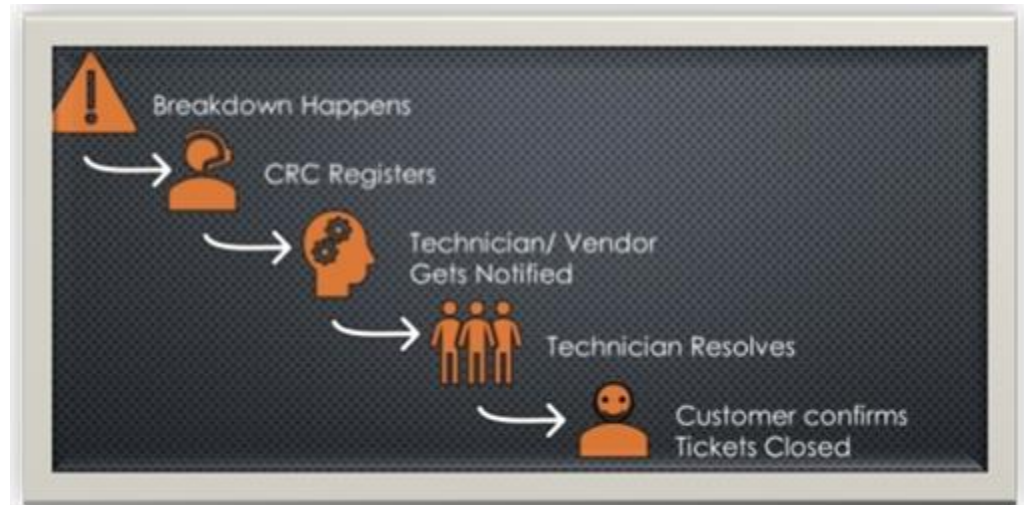 Breakdown Happens
CRC Registers
Technician/ Vendor
Gets Notified
Technician Resolves
Customer confirms
Tickets Closed